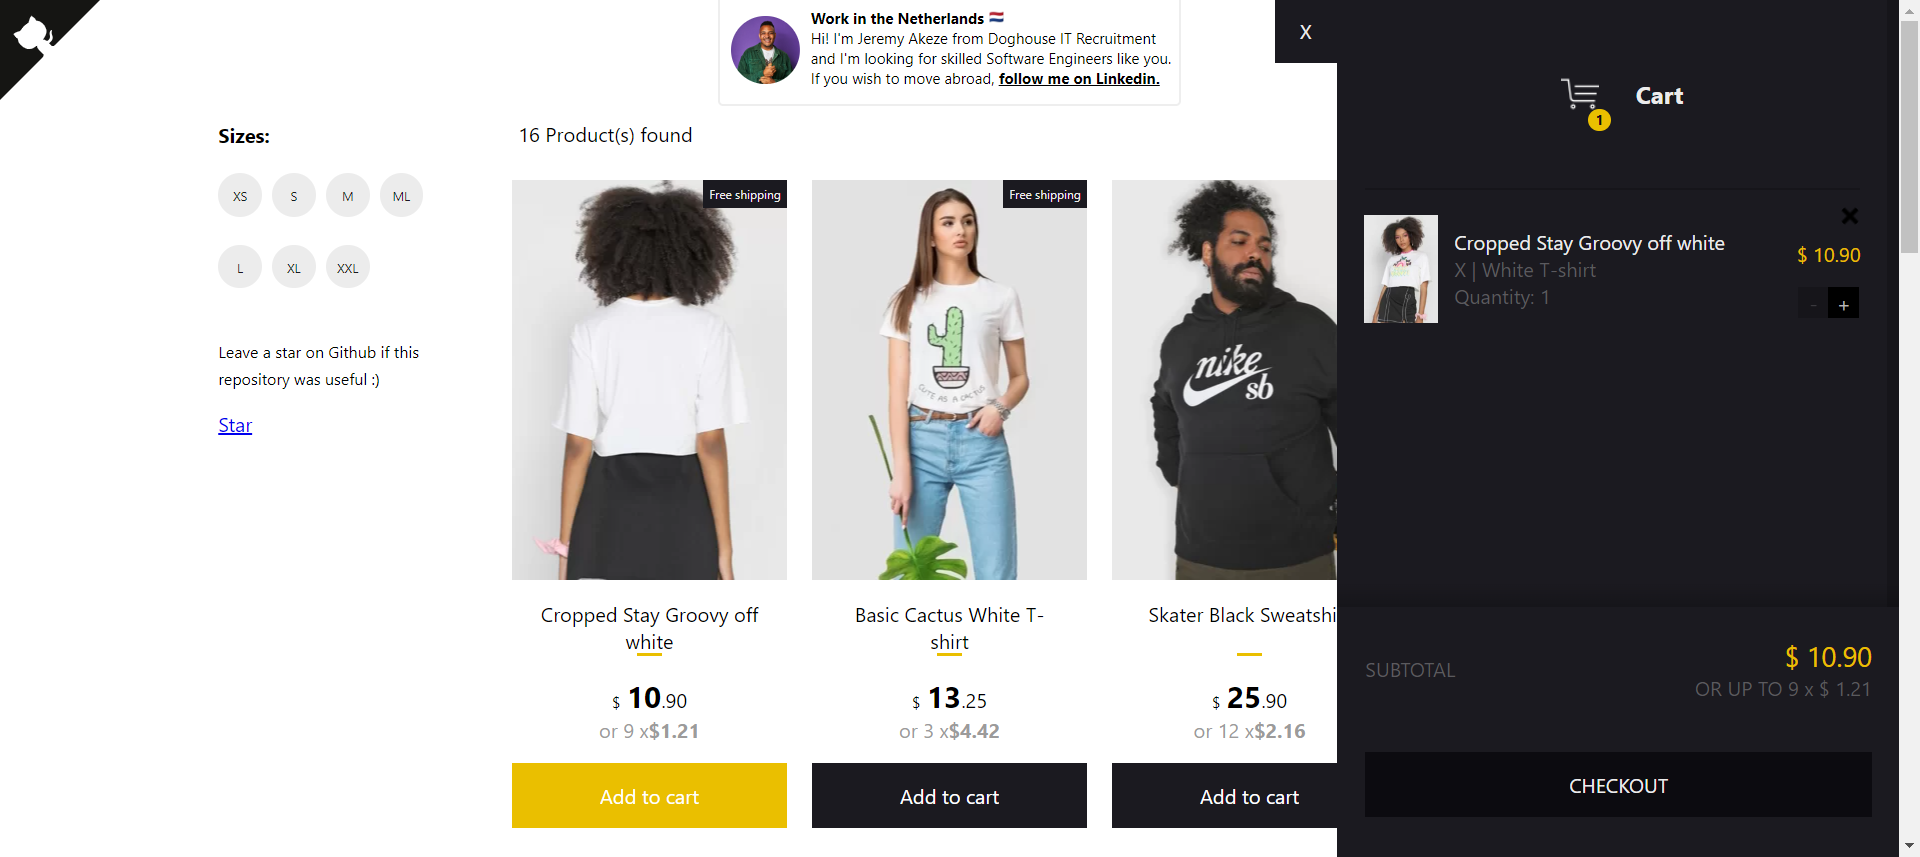 Work in the Netherlands 🇳🇱
Hi! I'm Jeremy Akeze from Doghouse IT Recruitment
and I'm looking for skilled Software Engineers like you.
If you wish to move abroad, follow me on Linkedin.
Sizes:
XS S M ML
L XL XXL
Leave a star on Github if this
repository was useful :)
Star
16 Product(s) found
Free shipping
Cropped Stay Groovy off
white
$ 10.90
or 9 x$1.21
Add to cart
Free shipping
CUTE AS A CACTUS
Basic Cactus White T-
shirt
$ 13.25
or 3 x$4.42
Add to cart
nike
sb
Skater Black Sweatshi
$ 25.90
or 12 x$2.16
Add to cart
X
1
Cart
Cropped Stay Groovy off white
X | White T-shirt
Quantity: 1
$ 10.90
- +
SUBTOTAL
$ 10.90
OR UP TO 9 x $ 1.21
CHECKOUT